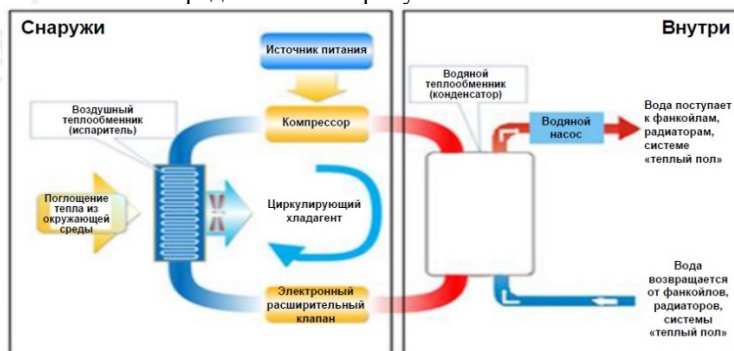 Снаружи
Внутри
Источник питания
Воздушный
теплообменник
(испаритель)
Компрессор
Водяной
теплообменник
(конденсатор)
Водяной
насос
Вода поступает
к фанкойлам,
радиаторам,
системе
«теплый пол»
Поглощение
тепла из
окружающей
среды
Циркулирующий
хладагент
Электронный
расширительный
клапан
Вода
возвращается
от фанкойлов,
радиаторов,
системы
«теплый пол»